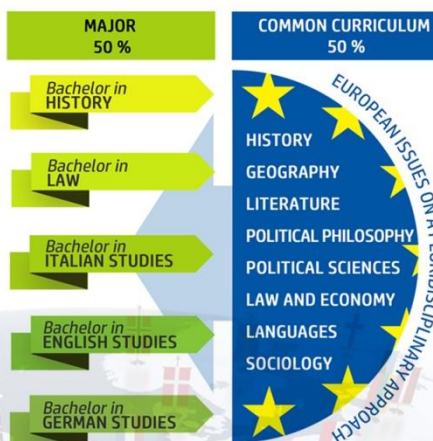 MAJOR
50 %
COMMON CURRICULUM
50 %
Bachelor in
HISTORY
Bachelor in
LAW
Bachelor in
ITALIAN STUDIES
Bachelor in
ENGLISH STUDIES
Bachelor in
GERMAN STUDIES
HISTORY
GEOGRAPHY
LITERATURE
POLITICAL PHILOSOPHY
POLITICAL SCIENCES
LAW AND ECONOMY
LANGUAGES
SOCIOLOGY
EUROPEAN ISSUES ON A PLURIDISCIPLINARY APPROACH